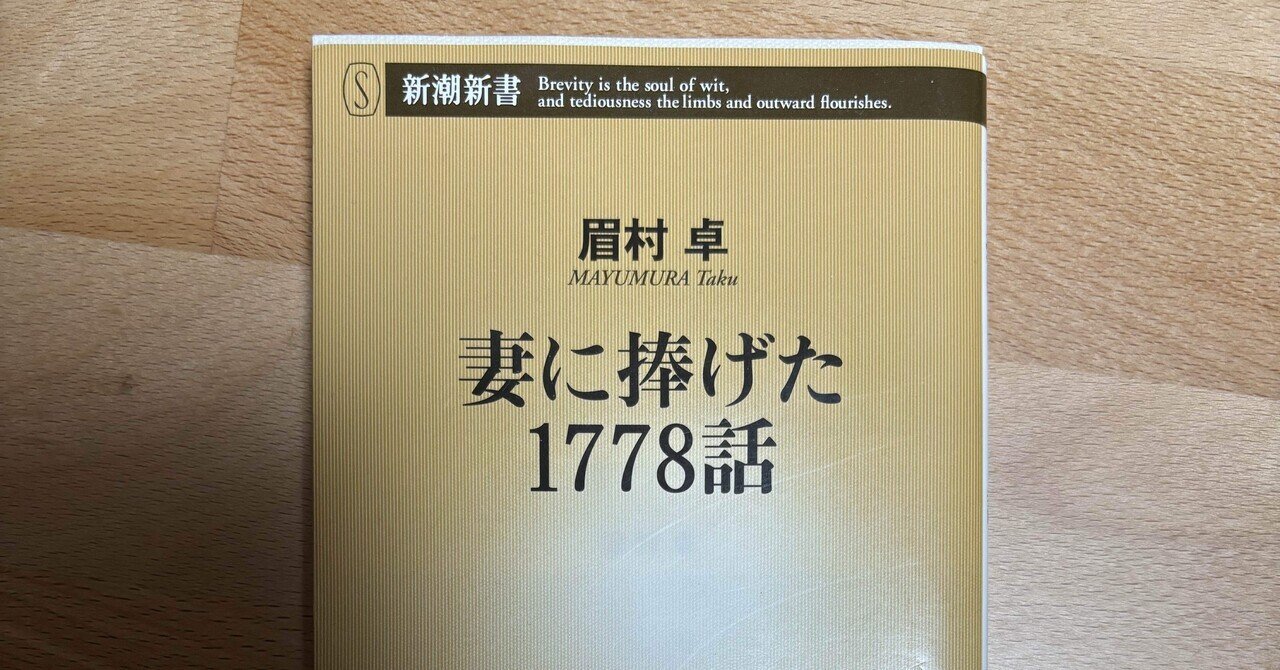 S
新潮新書
Brevity is the soul of wit,
and tediousness the limbs and outward flourishes.
眉村 卓
MAYUMURA Taku
妻に捧げた
1778話